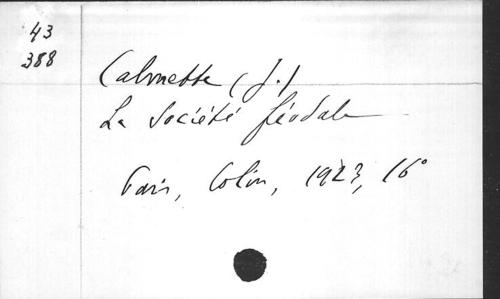 43
388
Calmette (J.)
La Société féodale
Paris, Colin, 1923, 16°